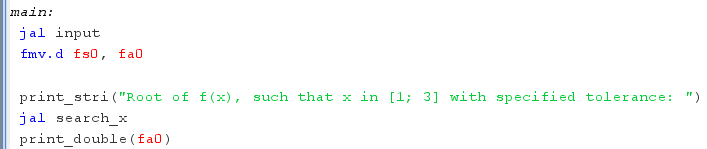 main:
jal input
fmv.d fs0, fa0
print_stri("Root of f(x), such that x in [1; 3] with specified tolerance: ")
jal search_x
print_double(fa0)